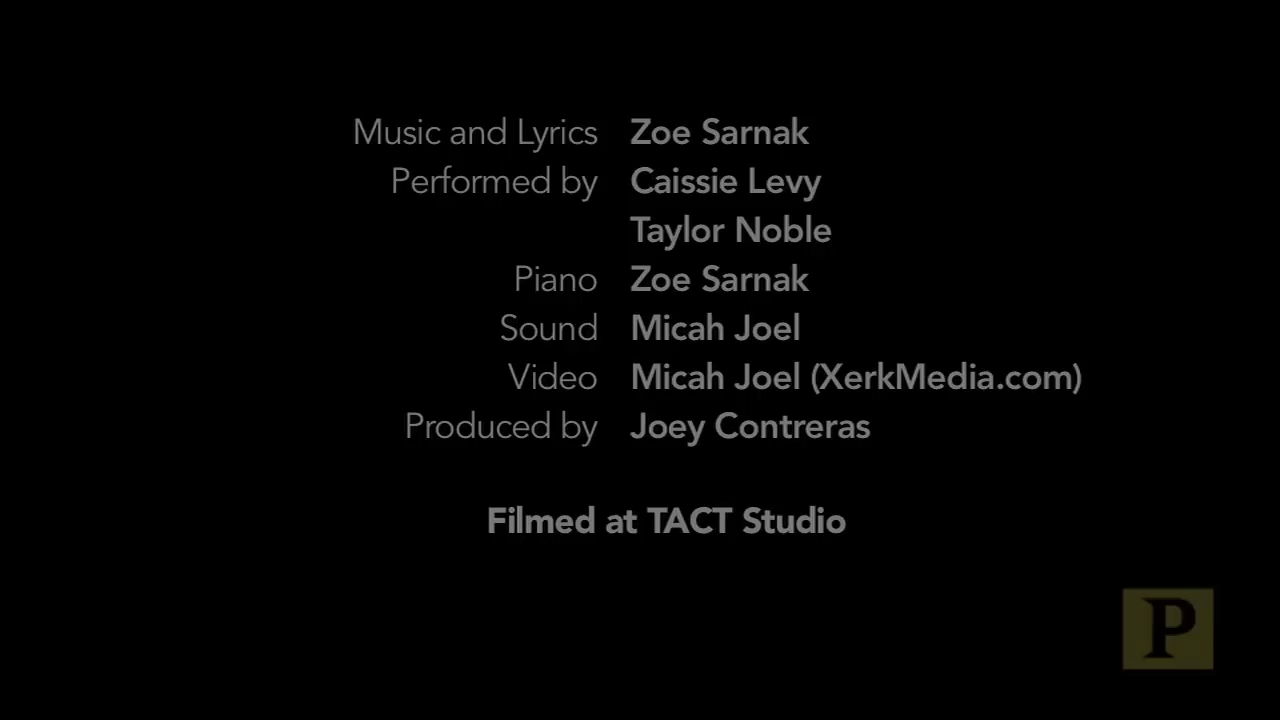 Music and Lyrics Zoe Sarnak
Performed by Caissie Levy
Taylor Noble
Piano Zoe Sarnak
Sound Micah Joel
Video Micah Joel (XerkMedia.com)
Produced by Joey Contreras
Filmed at TACT Studio
P